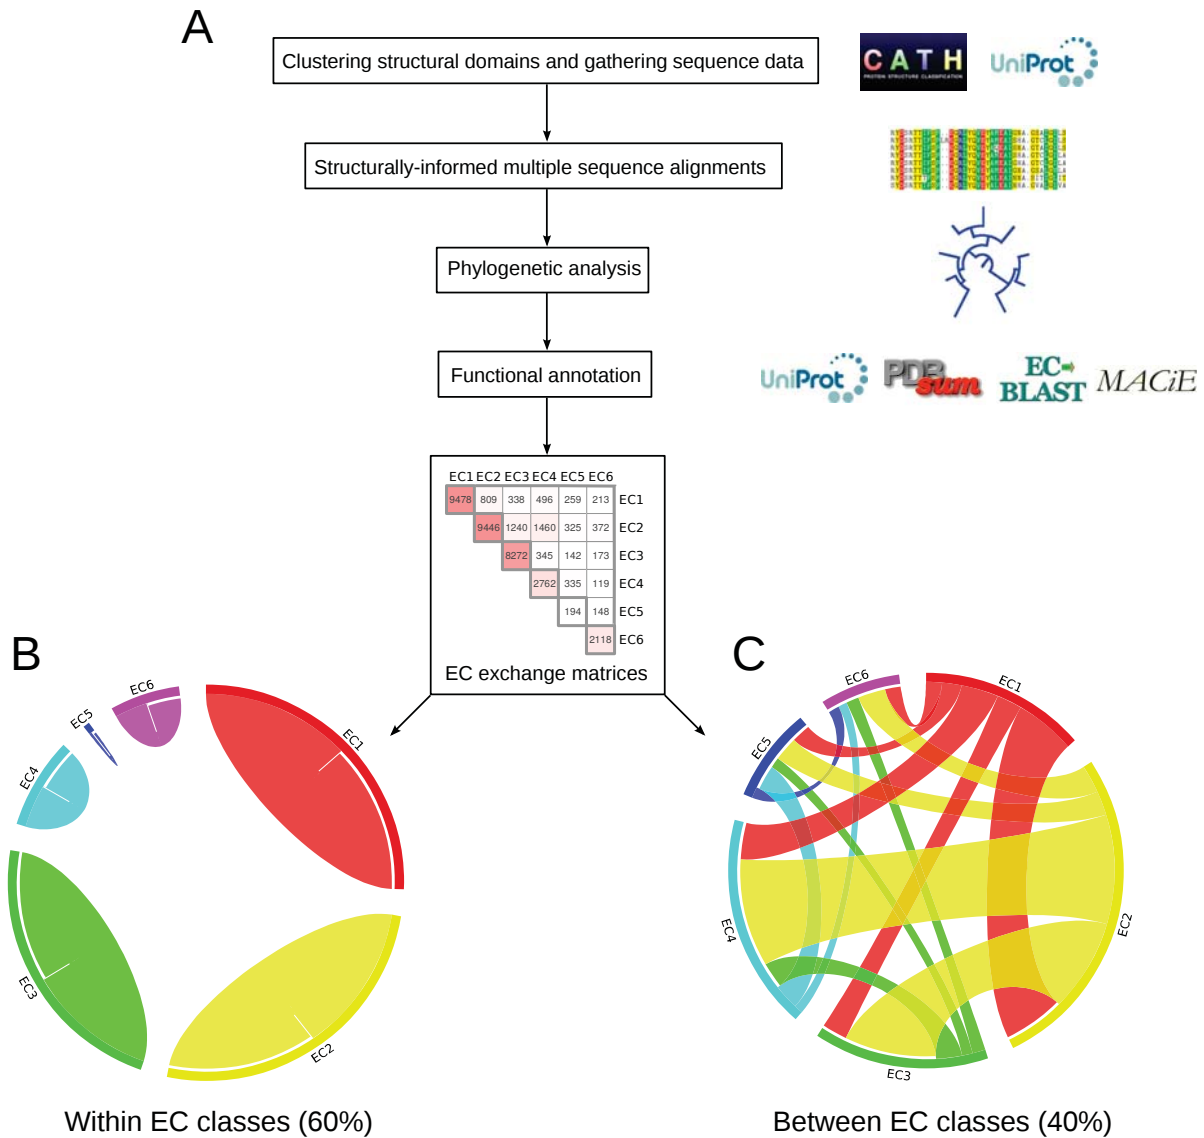 A
Clustering structural domains and gathering sequence data
CATH
PROTEIN STRUCTURE CLASSIFICATION
UniProt
Structurally-informed multiple sequence alignments
Phylogenetic analysis
Functional annotation
UniProt
PDBsum
EC-BLAST
MACiE
EC1 EC2 EC3 EC4 EC5 EC6
9478 809 338 496 259 213 EC1
9446 1240 1460 325 372 EC2
8272 345 142 173 EC3
2762 335 119 EC4
194 148 EC5
2118 EC6
EC exchange matrices
B
EC6
EC5
EC4
EC1
EC3
EC2
Within EC classes (60%)
C
EC6
EC1
EC5
EC4
EC2
EC3
Between EC classes (40%)